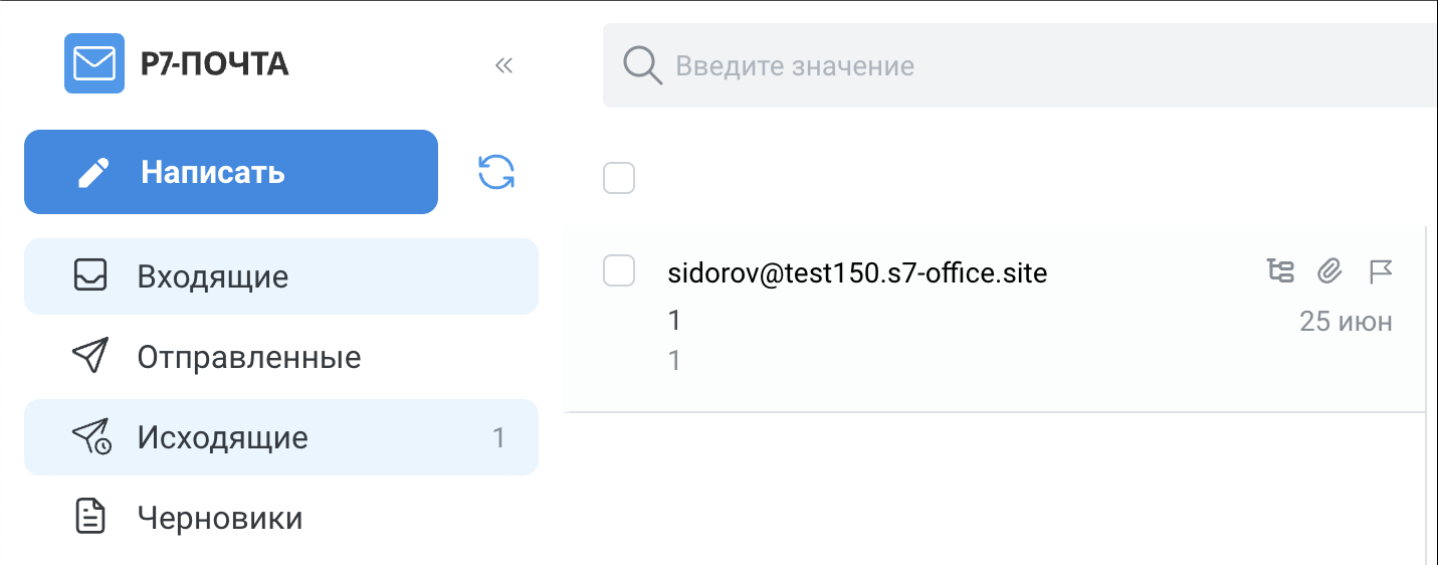 Р7-ПОЧТА
Введите значение
Написать
Входящие
Отправленные
Исходящие 1
Черновики
sidorov@test150.s7-office.site
1
25 июн
1